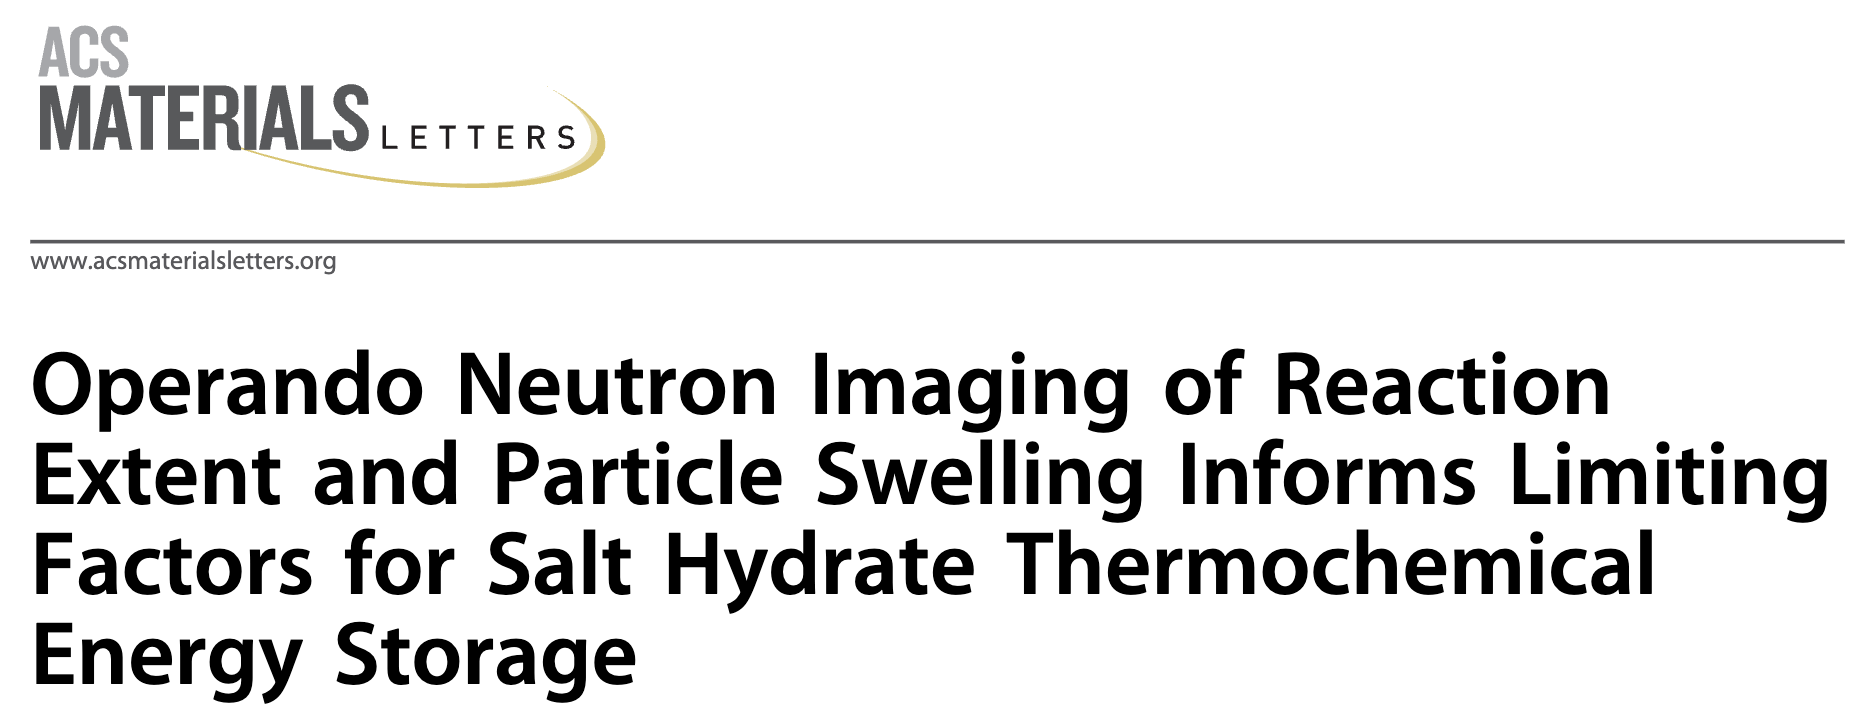 ACS
MATERIALS LETTERS
www.acsmaterialsletters.org
Operando Neutron Imaging of Reaction
Extent and Particle Swelling Informs Limiting
Factors for Salt Hydrate Thermochemical
Energy Storage